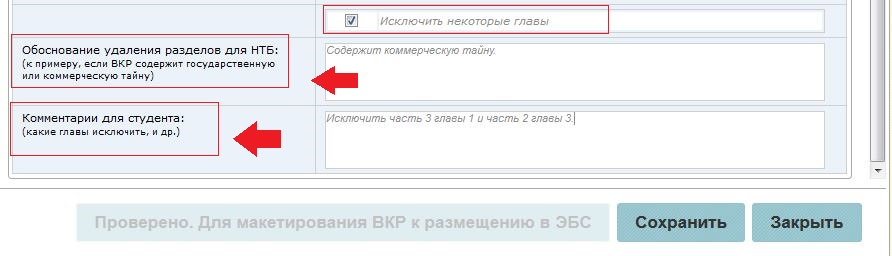 Исключить некоторые главы
Обоснование удаления разделов для НТБ:
(к примеру, если ВКР содержит государственную
или коммерческую тайну)
Содержит коммерческую тайну.
Комментарии для студента:
(какие главы исключить, и др.)
Исключить часть 3 главы 1 и часть 2 главы 3.
Проверено. Для макетирования ВКР к размещению в ЭБС
Сохранить
Закрыть